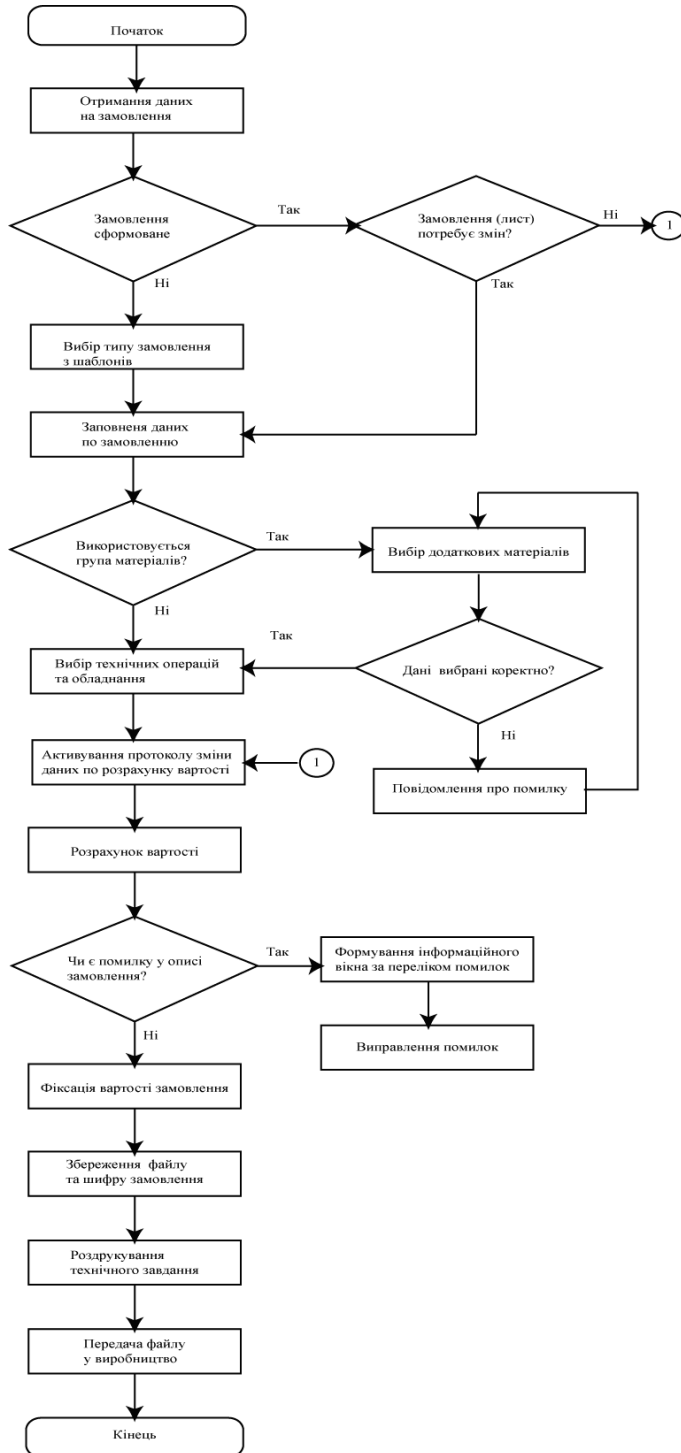 Початок
Отримання даних
на замовлення
Замовлення
сформоване
Так
Замовлення (лист)
потребує змін?
Ні
1
Ні
Так
Вибір типу замовлення
з шаблонів
Заповненя даних
по замовленню
Використовується
група матеріалів?
Так
Вибір додаткових матеріалів
Ні
Так
Вибір технічних операцій
та обладнання
Дані вибрані коректно?
Ні
Активування протоколу зміни
даних по розрахунку вартості
1
Повідомлення про помилку
Розрахунок вартості
Чи є помилку у описі
замовлення?
Так
Формування інформаційного
вікна за переліком помилок
Ні
Виправлення помилок
Фіксація вартості замовлення
Збереження файлу
та шифру замовлення
Роздрукування
технічного завдання
Передача файлу
у виробництво
Кінець